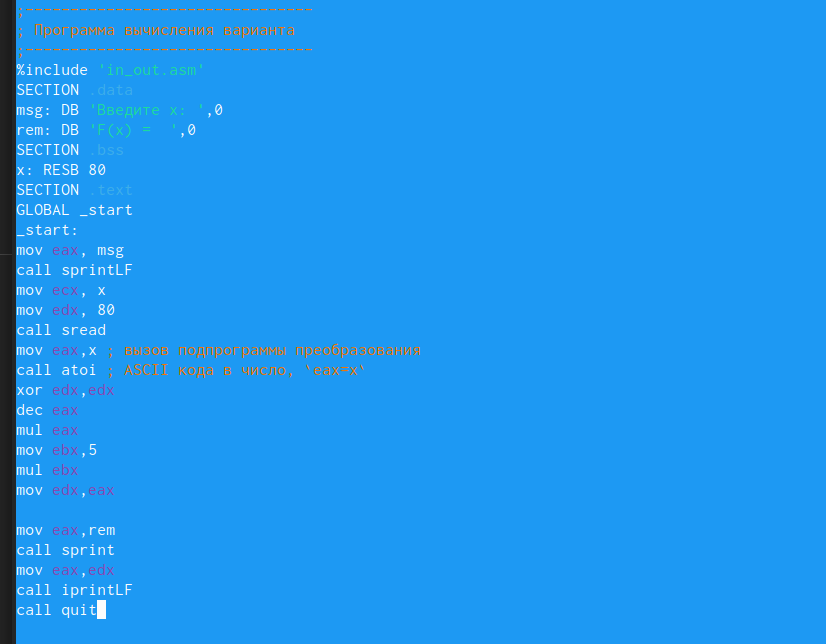 ;---------------------------------
; Программа вычисления варианта
;---------------------------------
%include 'in_out.asm'
SECTION .data
msg: DB 'Введите x: ',0
rem: DB 'F(x) =  ',0
SECTION .bss
x: RESB 80
SECTION .text
GLOBAL _start
_start:
mov eax, msg
call sprintLF
mov ecx, x
mov edx, 80
call sread
mov eax,x ; вызов подпрограммы преобразования
call atoi ; ASCII кода в число, `eax=x`
xor edx,edx
dec eax
mul eax
mov ebx,5
mul ebx
mov edx,eax
mov eax,rem
call sprint
mov eax,edx
call iprintLF
call quit